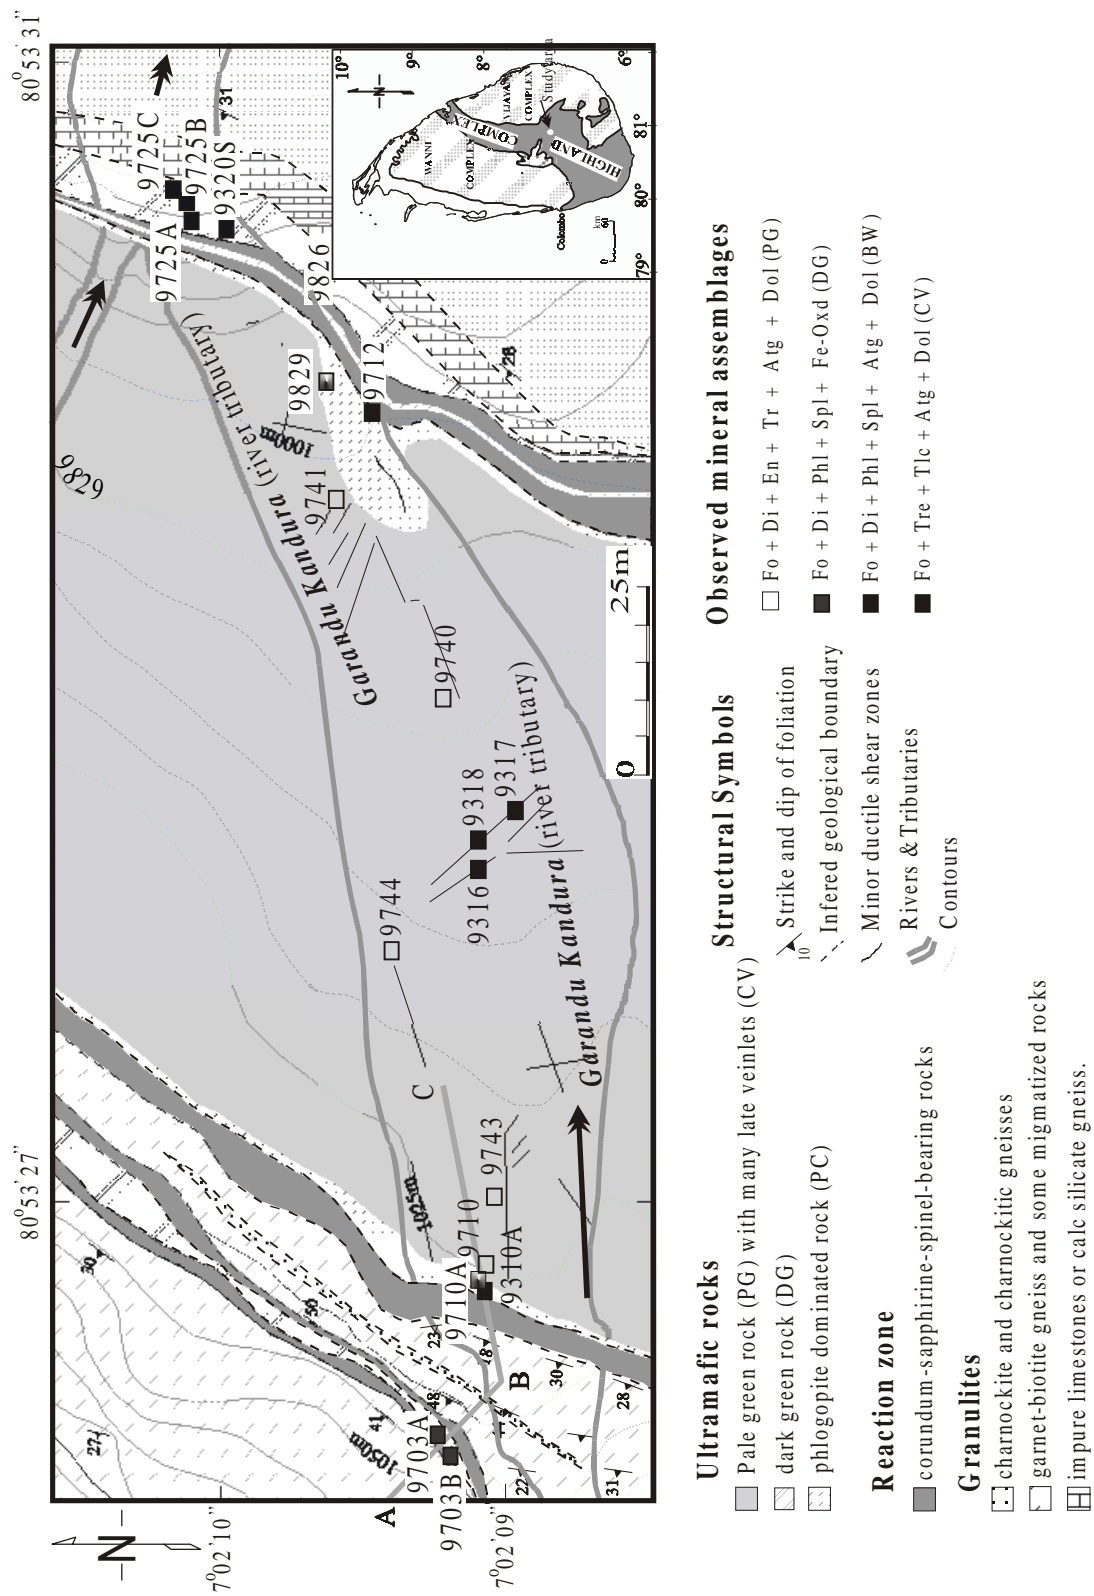 80°53'27"
80°53'31"
7°02'10"
7°02'09"
N
6286
30
27
50
41
1050m
A
9703A
9703B
48
23
22
31
B
18
30
28
9710A
9710
9310A
9743
1025m
C
9744
Garandu Kandura (river tributary)
9316
9318
9317
9740
Garandu Kandura (river tributary)
9741
1000m
9829
9712
9826
28
9725A
9725C
9725B
9320S
31
0
25m
10°
9°
8°
6°
79°
80°
81°
N
WANNI
COMPLEX
VIJAYAN
COMPLEX
HIGHLAND
COMPLEX
Study area
Colombo
km
0 60
Ultramafic rocks
Pale green rock (PG) with many late veinlets (CV)
dark green rock (DG)
phlogopite dominated rock (PC)
Reaction zone
corundum-sapphirine-spinel-bearing rocks
Granulites
charnockite and charnockitic gneisses
garnet-biotite gneiss and some migmatized rocks
impure limestones or calc silicate gneiss.
Structural Symbols
10 Strike and dip of foliation
Infered geological boundary
Minor ductile shear zones
Rivers & Tributaries
Contours
Observed mineral assemblages
Fo + Di + En + Tr + Atg + Dol (PG)
Fo + Di + Phl + Spl + Fe-Oxd (DG)
Fo + Di + Phl + Spl + Atg + Dol (BW)
Fo + Tre + Tlc + Atg + Dol (CV)